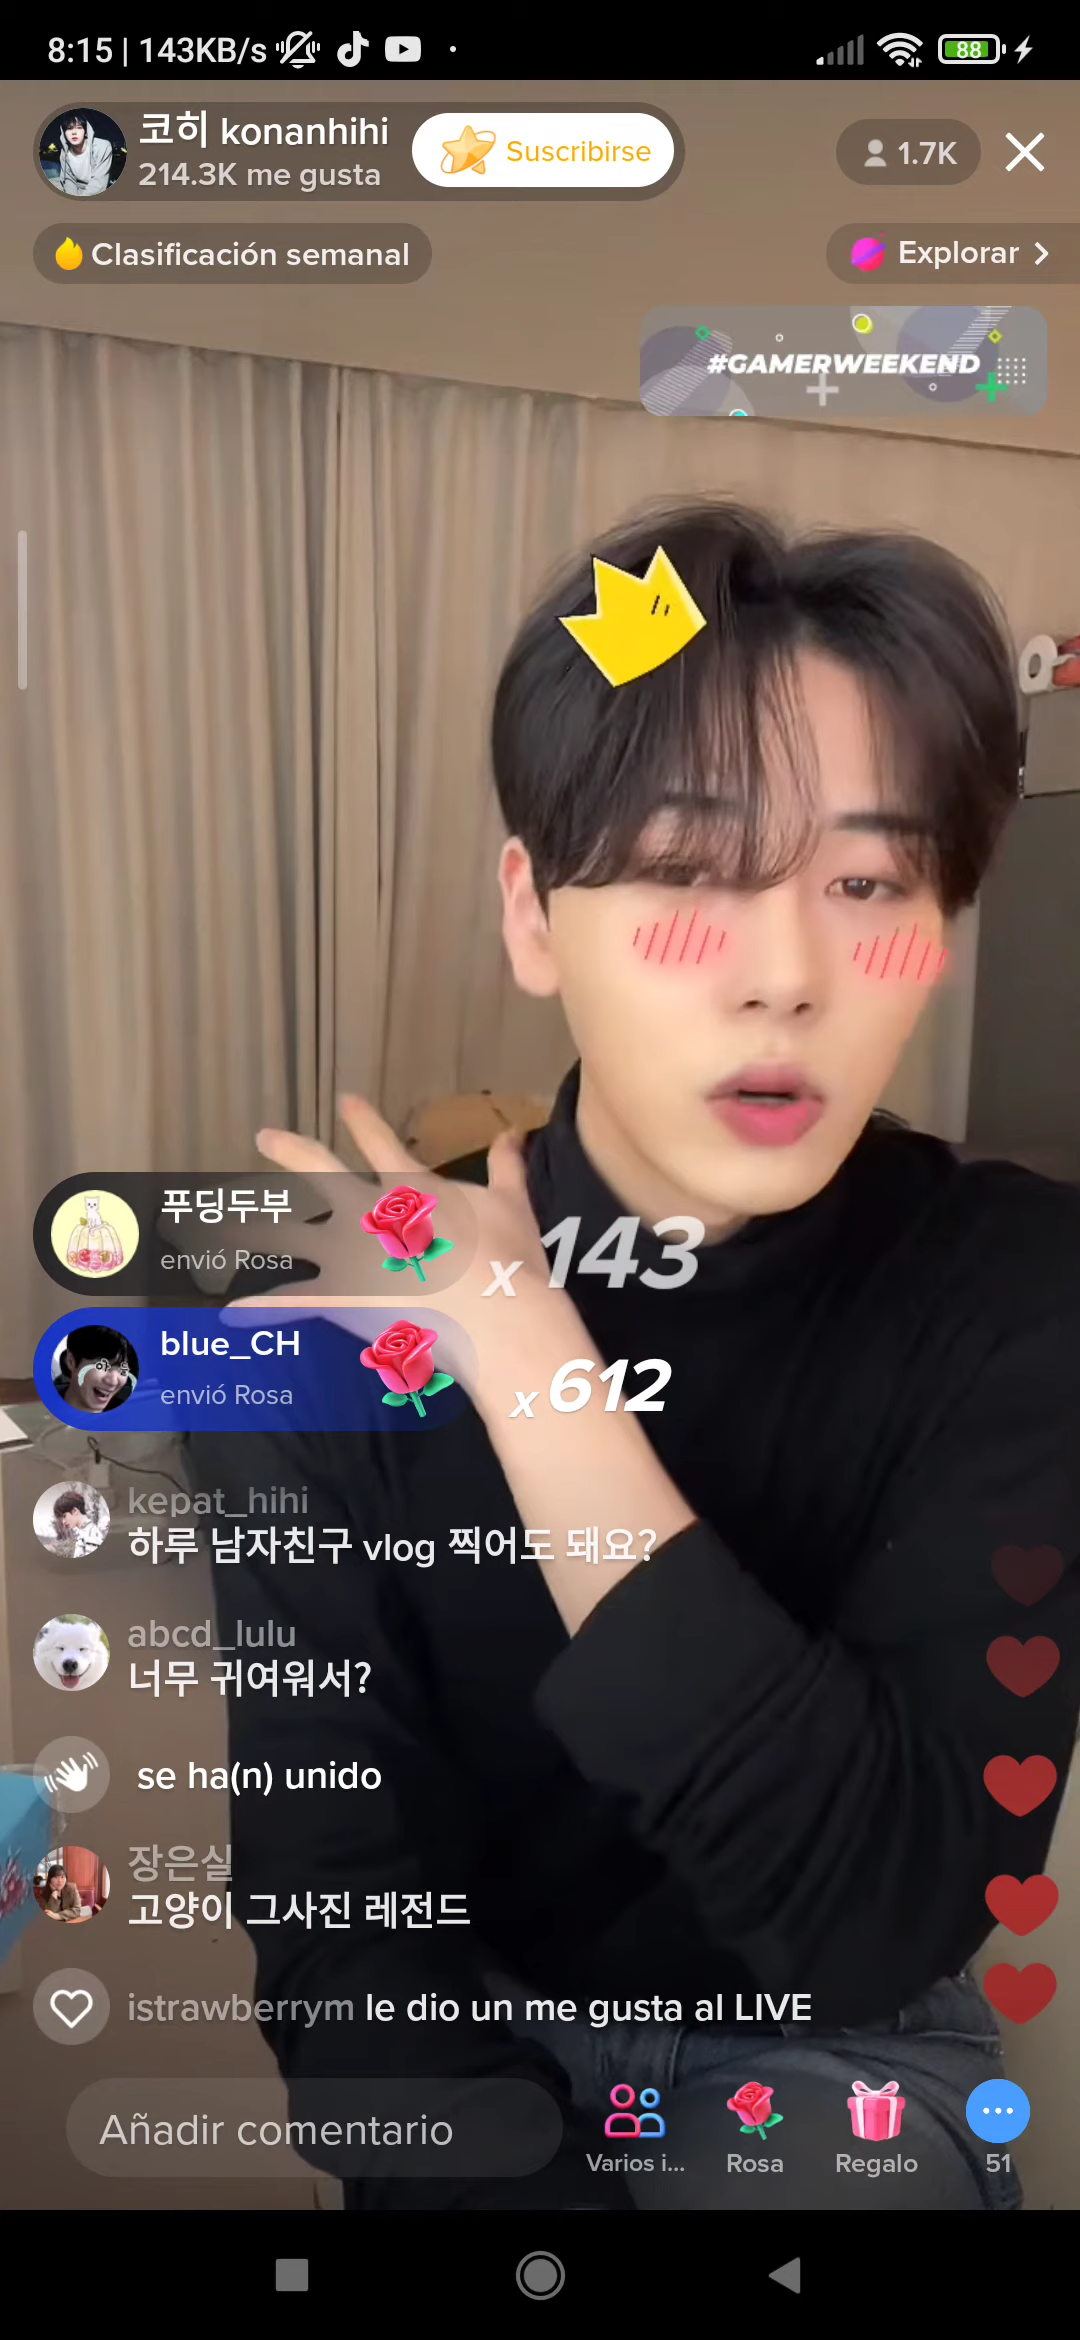 8:15 | 143KB/s
88
코히 konanhihi
214.3K me gusta
Suscribirse
1.7K
Clasificación semanal
Explorar
#GAMERWEEKEND
푸딩두부
envió Rosa
x 143
blue_CH
envió Rosa
x 612
kepat_hihi
하루 남자친구 vlog 찍어도 돼요?
abcd_lulu
너무 귀여워서?
se ha(n) unido
장은실
고양이 그사진 레전드
istrawberrym le dio un me gusta al LIVE
Añadir comentario
Varios i...
Rosa
Regalo
51